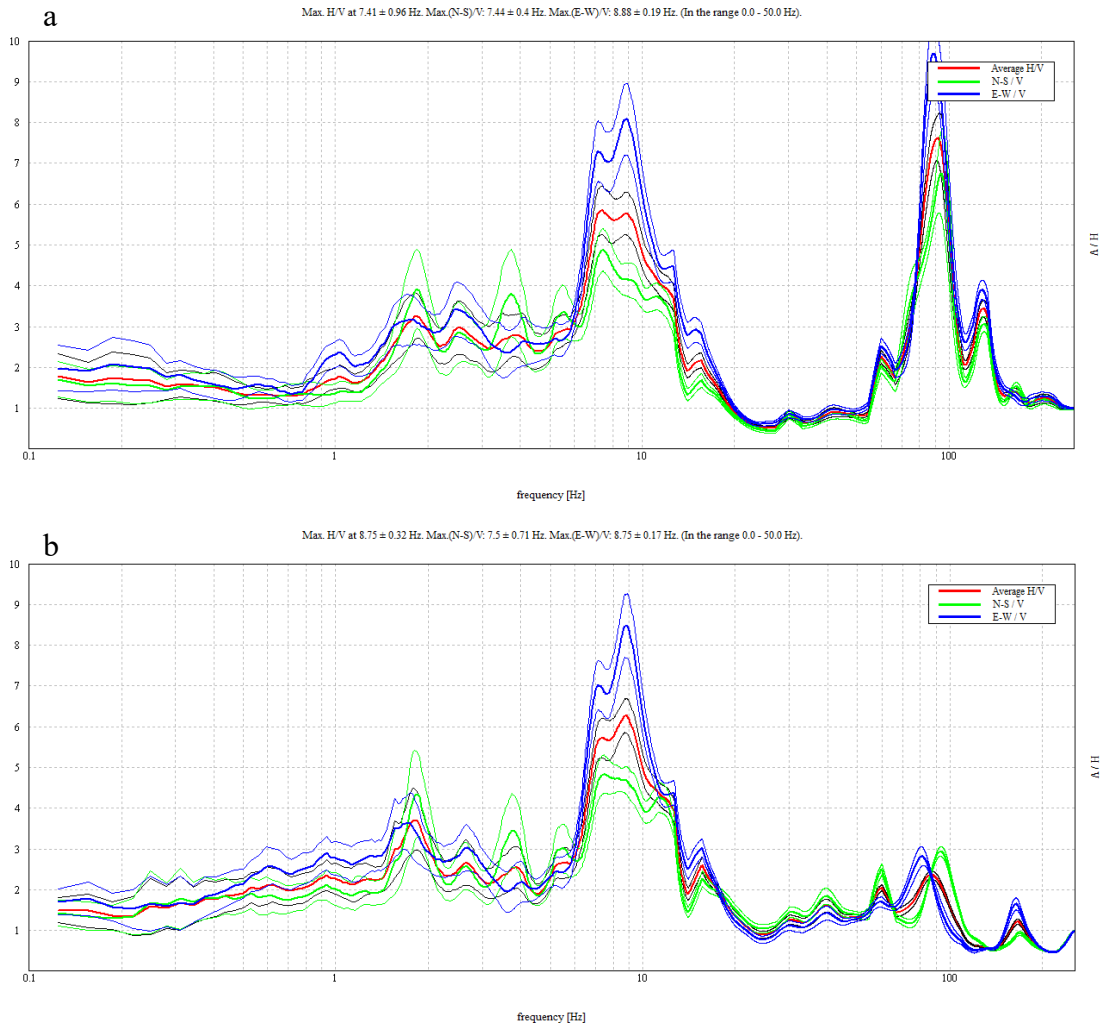 a
Max. H/V at 7.41 ± 0.96 Hz. Max.(N-S)/V: 7.44 ± 0.4 Hz. Max.(E-W)/V: 8.88 ± 0.19 Hz. (In the range 0.0 - 50.0 Hz).
10
9
8
7
6
5
4
3
2
1
Average H/V
N-S / V
E-W / V
H / V
0.1
1
10
100
frequency [Hz]
b
Max. H/V at 8.75 ± 0.32 Hz. Max.(N-S)/V: 7.5 ± 0.71 Hz. Max.(E-W)/V: 8.75 ± 0.17 Hz. (In the range 0.0 - 50.0 Hz).
10
9
8
7
6
5
4
3
2
1
Average H/V
N-S / V
E-W / V
H / V
0.1
1
10
100
frequency [Hz]